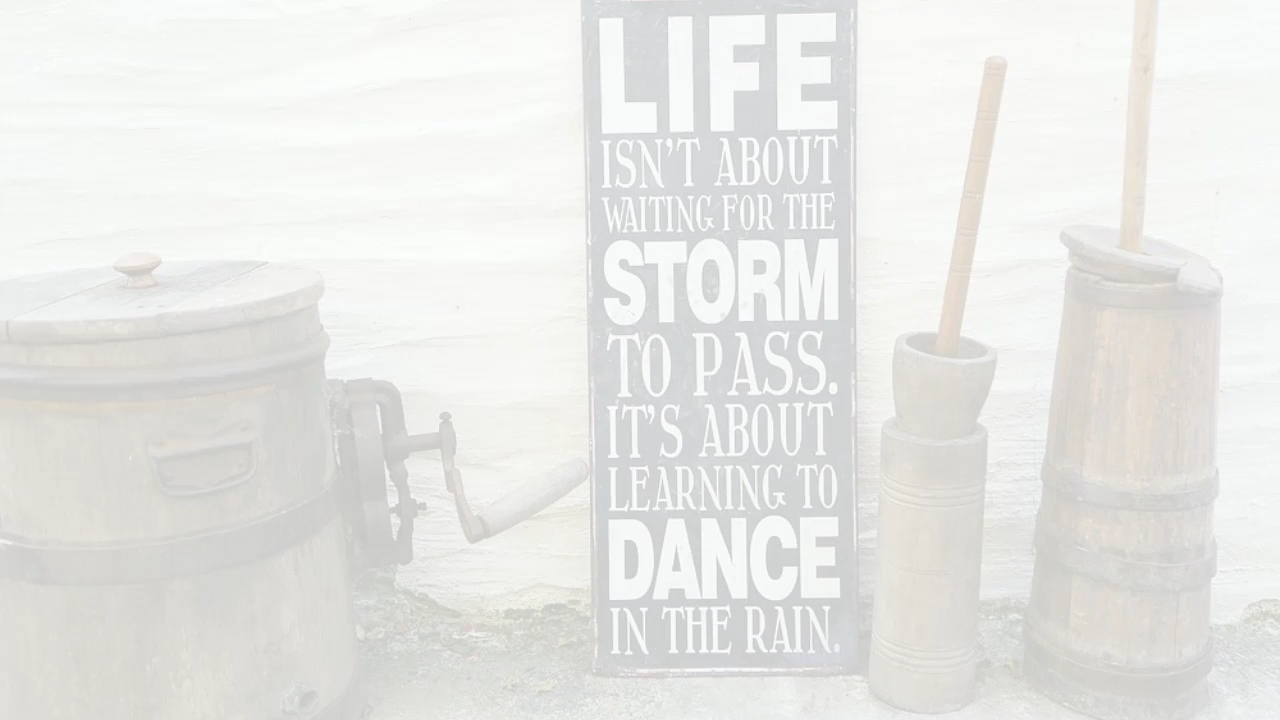 LIFE
ISN'T ABOUT
WAITING FOR THE
STORM
TO PASS.
IT'S ABOUT
LEARNING TO
DANCE
IN THE RAIN.